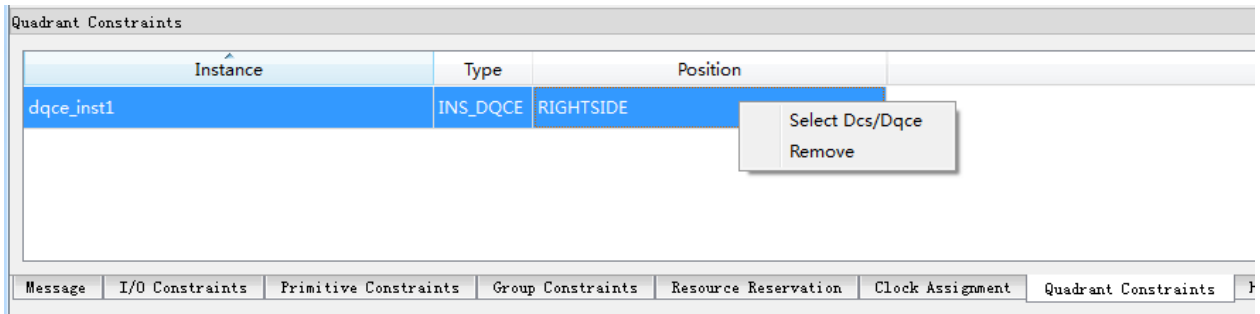 Quadrant Constraints
Instance Type Position
dqce_inst1 INS_DQCE RIGHTSIDE
Select Dcs/Dqce
Remove
Message I/O Constraints Primitive Constraints Group Constraints Resource Reservation Clock Assignment Quadrant Constraints